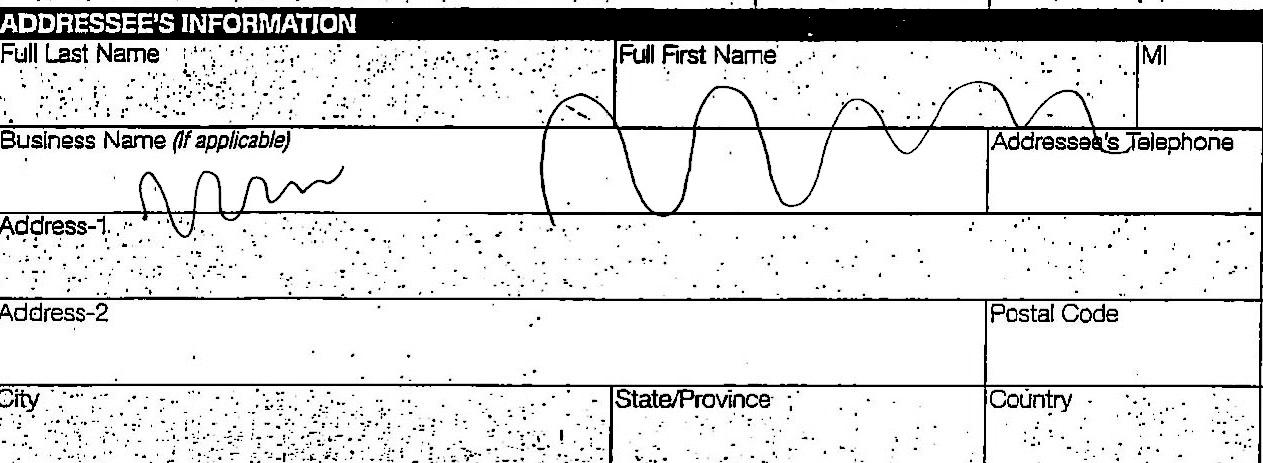 ADDRESSEE'S INFORMATION
Full Last Name Full First Name MI
Business Name (if applicable) Addressee's Telephone
Address-1
Address-2 Postal Code
City State/Province Country